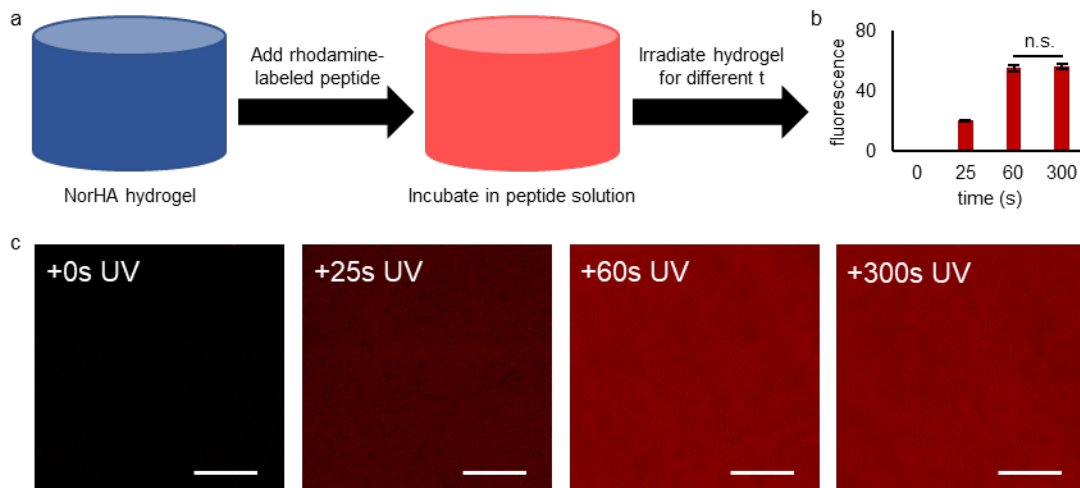 a
Add rhodamine-
labeled peptide
Irradiate hydrogel
for different t
NorHA hydrogel
Incubate in peptide solution
b
fluorescence
80
40
0
n.s.
0 25 60 300
time (s)
c
+0s UV
+25s UV
+60s UV
+300s UV